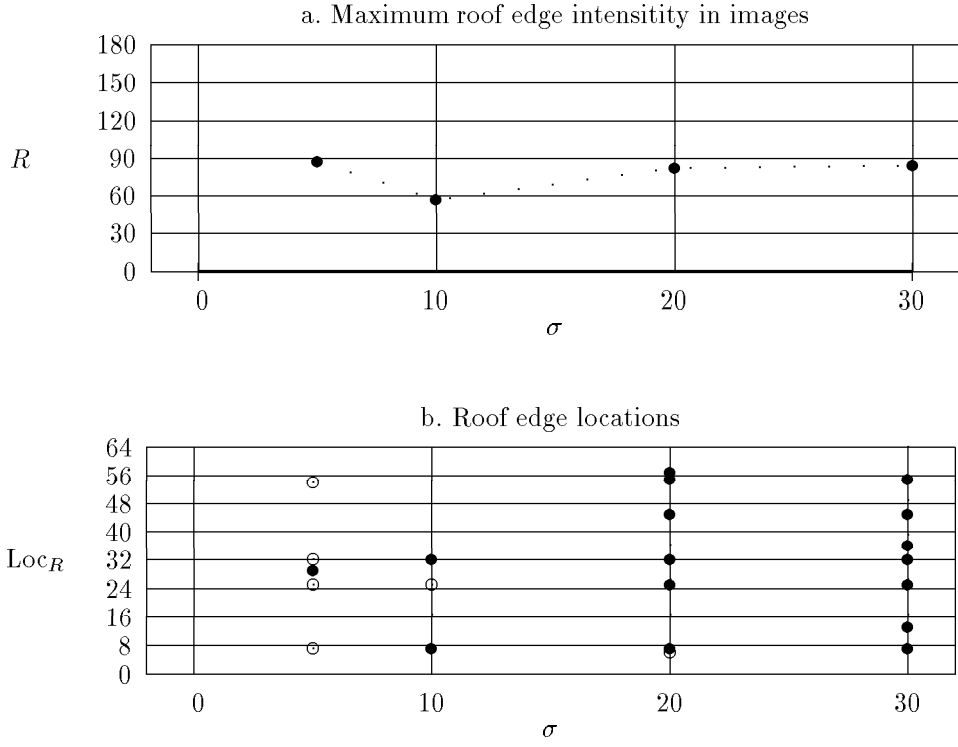 a. Maximum roof edge intensitity in images
180
150
120
R 90
60
30
0
0 10 20 30
σ
b. Roof edge locations
64
56
48
40
Loc_R 32
24
16
8
0
0 10 20 30
σ